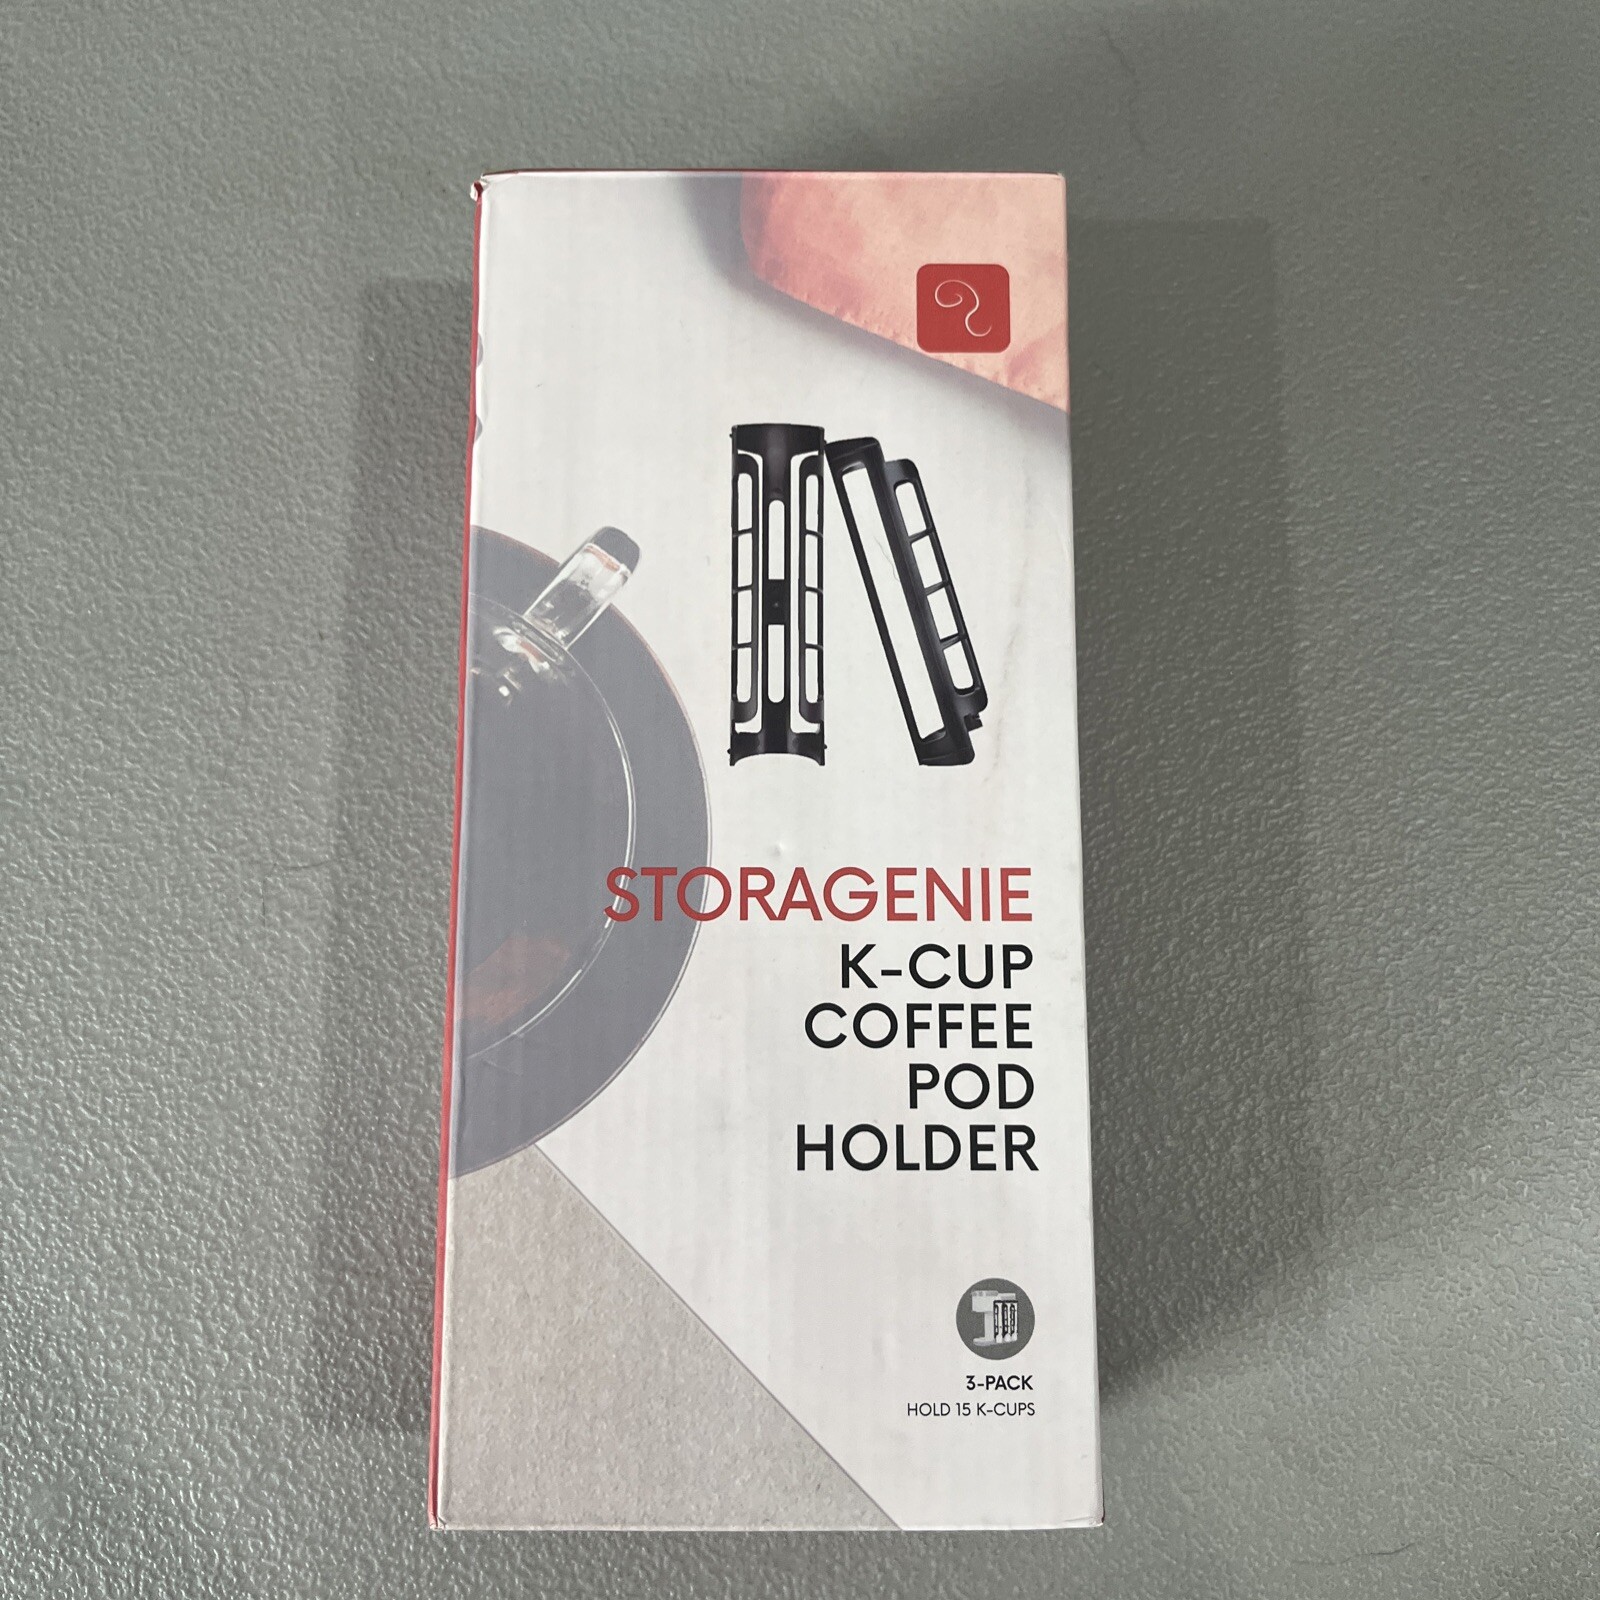 STORAGENIE
K-CUP
COFFEE
POD
HOLDER
3-PACK
HOLD 15 K-CUPS